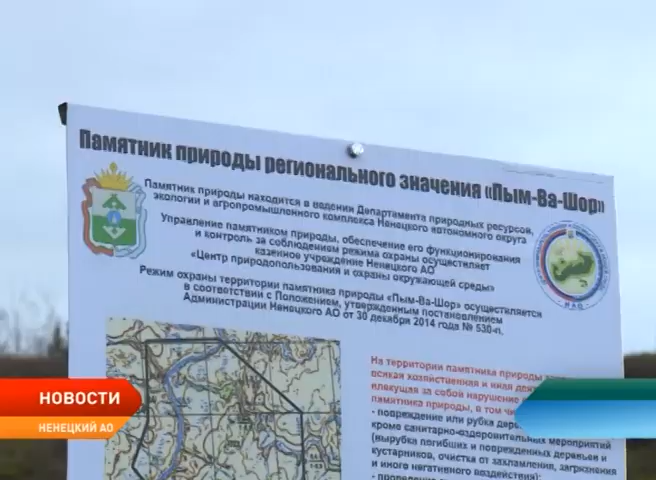 Памятник природы регионального значения «Пым-Ва-Шор»
Памятник природы находится в ведении Департамента природных ресурсов,
экологии и агропромышленного комплекса Ненецкого автономного округа
Управление памятником природы, обеспечение его функционирования
и контроль за соблюдением режима охраны осуществляет
казенное учреждение Ненецкого АО
«Центр природопользования и охраны окружающей среды»
Режим охраны территории памятника природы «Пым-Ва-Шор» осуществляется
в соответствии с Положением, утвержденным постановлением
Администрации Ненецкого АО от 30 декабря 2014 года № 530-п.
На территории памятника природы
всякая хозяйственная и иная
влекущая за собой нарушение
памятника природы, в том
- повреждение или рубка
кроме санитарно-оздоровительных мероприятий
(вырубка погибших и поврежденных деревьев и
кустарников, очистка от захламления, загрязнения
и иного негативного воздействия);
НОВОСТИ
НЕНЕЦКИЙ АО